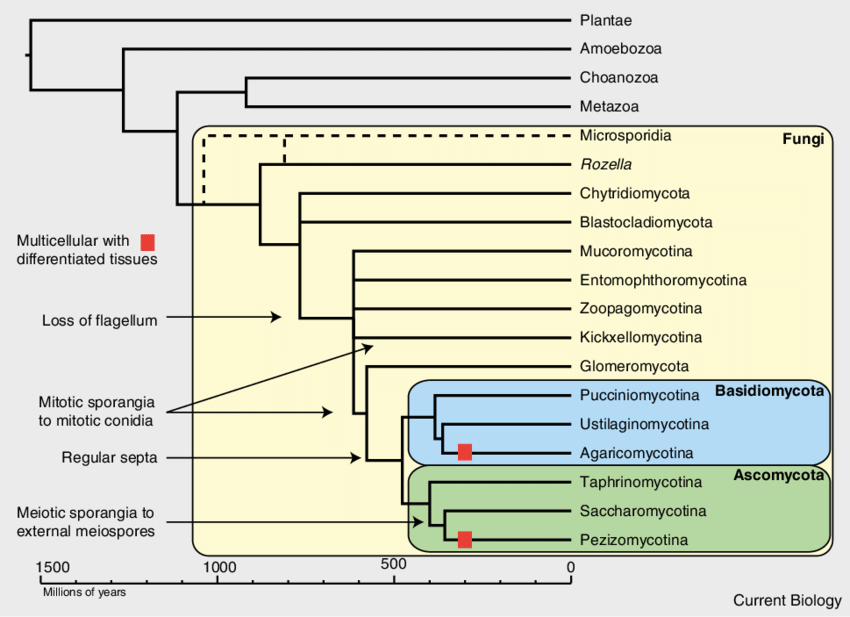 Plantae
Amoebozoa
Choanozoa
Metazoa
Microsporidia
Fungi
Rozella
Chytridiomycota
Blastocladiomycota
Multicellular with
differentiated tissues
Mucoromycotina
Entomophthoromycotina
Zoopagomycotina
Loss of flagellum
Kickxellomycotina
Glomeromycota
Basidiomycota
Pucciniomycotina
Mitotic sporangia
to mitotic conidia
Ustilaginomycotina
Regular septa
Agaricomycotina
Ascomycota
Taphrinomycotina
Meiotic sporangia to
external meiospores
Saccharomycotina
Pezizomycotina
1500 1000 500 0
Millions of years
Current Biology